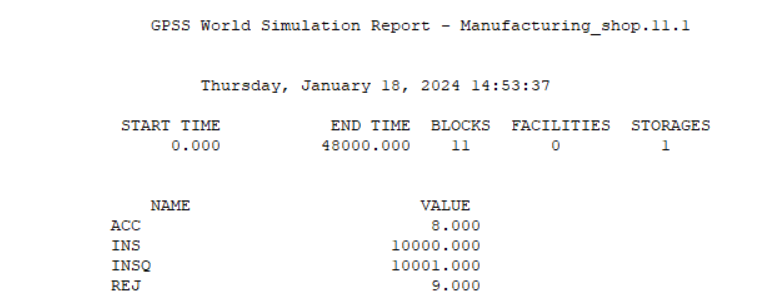 GPSS World Simulation Report - Manufacturing_shop.11.1
Thursday, January 18, 2024 14:53:37
START TIME END TIME BLOCKS FACILITIES STORAGES
0.000 48000.000 11 0 1
NAME VALUE
ACC 8.000
INS 10000.000
INSQ 10001.000
REJ 9.000